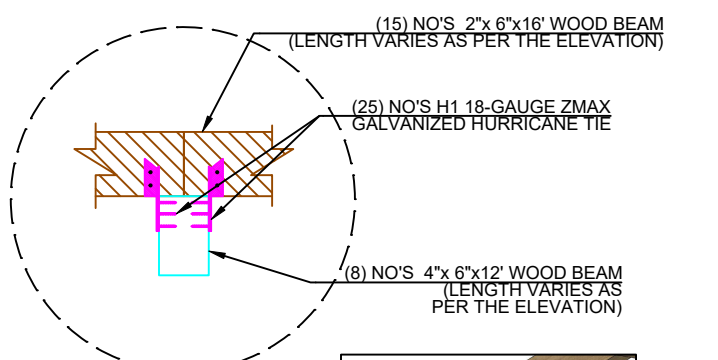 (15) NO'S 2"x 6"x16' WOOD BEAM
(LENGTH VARIES AS PER THE ELEVATION)
(25) NO'S H1 18-GAUGE ZMAX
GALVANIZED HURRICANE TIE
(8) NO'S 4"x 6"x12' WOOD BEAM
(LENGTH VARIES AS
PER THE ELEVATION)